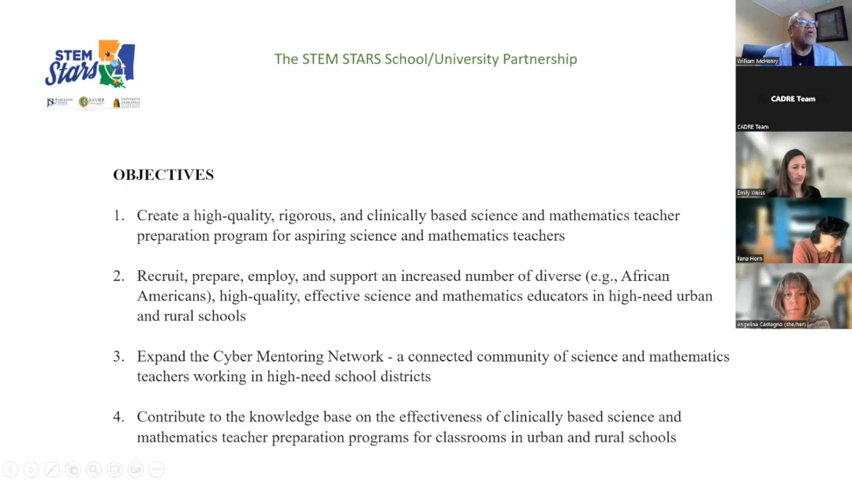 The STEM STARS School/University Partnership
STEM
Stars
XAVIER
OBJECTIVES
1. Create a high-quality, rigorous, and clinically based science and mathematics teacher
preparation program for aspiring science and mathematics teachers
2. Recruit, prepare, employ, and support an increased number of diverse (e.g., African
Americans), high-quality, effective science and mathematics educators in high-need urban
and rural schools
3. Expand the Cyber Mentoring Network - a connected community of science and mathematics
teachers working in high-need school districts
4. Contribute to the knowledge base on the effectiveness of clinically based science and
mathematics teacher preparation programs for classrooms in urban and rural schools
William McHenry
CADRE Team
CADRE Team
Emily Weiss
Ilana Horn
Angelina Castagno (she/her)